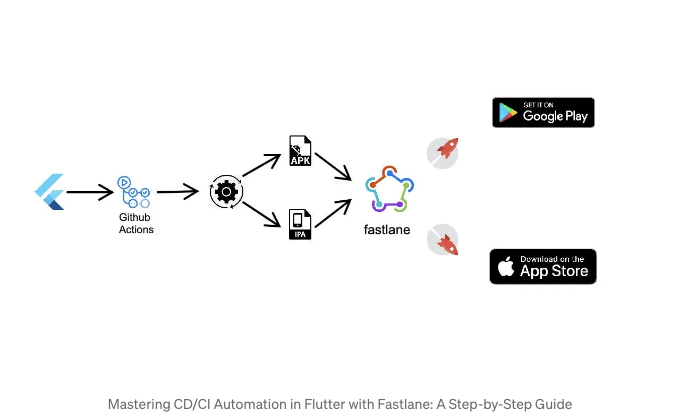 GET IT ON
Google Play
APK
Github
Actions
IPA
fastlane
Download on the
App Store
Mastering CD/CI Automation in Flutter with Fastlane: A Step-by-Step Guide